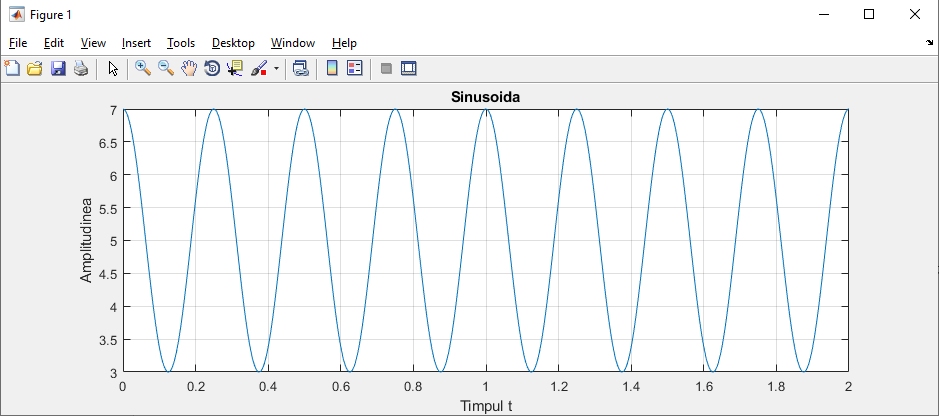 Figure 1
File Edit View Insert Tools Desktop Window Help
Sinusoida
7
6.5
6
5.5
5
4.5
4
3.5
3
Amplitudinea
0 0.2 0.4 0.6 0.8 1 1.2 1.4 1.6 1.8 2
Timpul t